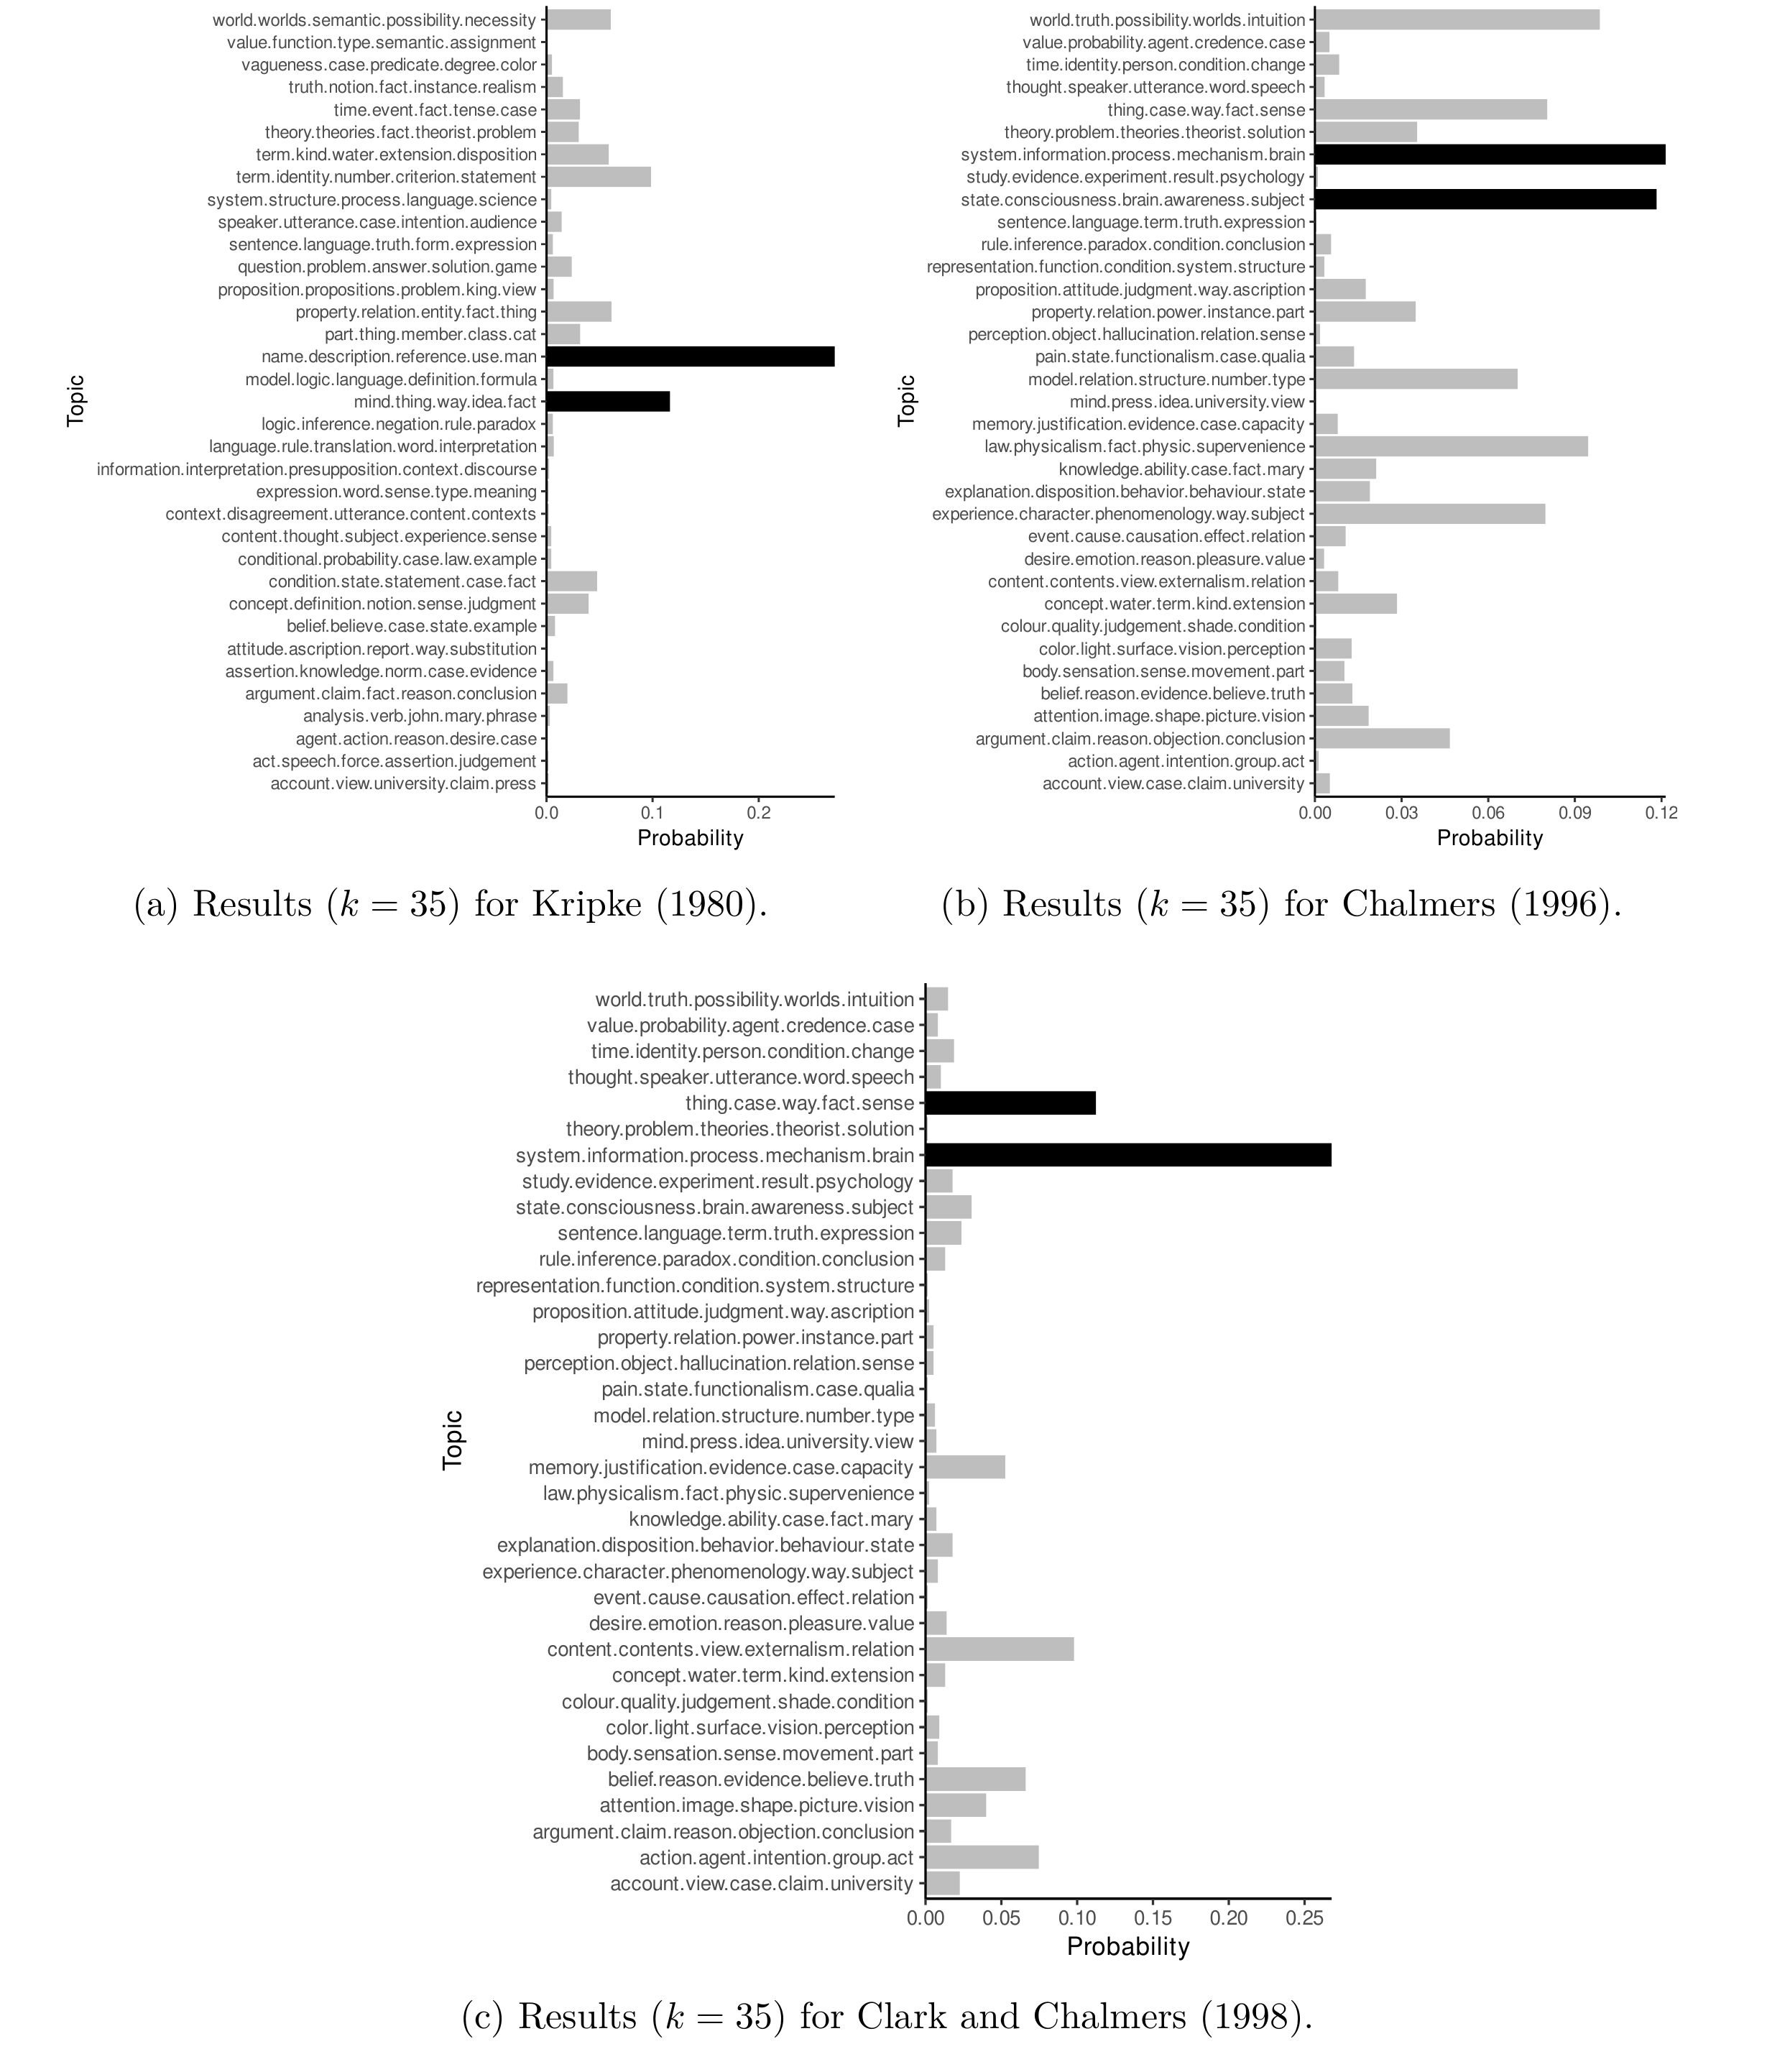 world.worlds.semantic.possibility.necessity
value.function.type.semantic.assignment
vagueness.case.predicate.degree.color
truth.notion.fact.instance.realism
time.event.fact.tense.case
theory.theories.fact.theorist.problem
term.kind.water.extension.disposition
term.identity.number.criterion.statement
system.structure.process.language.science
speaker.utterance.case.intention.audience
sentence.language.truth.form.expression
question.problem.answer.solution.game
proposition.propositions.problem.king.view
property.relation.entity.fact.thing
part.thing.member.class.cat
name.description.reference.use.man
model.logic.language.definition.formula
mind.thing.way.idea.fact
logic.inference.negation.rule.paradox
language.rule.translation.word.interpretation
information.interpretation.presupposition.context.discourse
expression.word.sense.type.meaning
context.disagreement.utterance.content.contexts
content.thought.subject.experience.sense
conditional.probability.case.law.example
condition.state.statement.case.fact
concept.definition.notion.sense.judgment
belief.believe.case.state.example
attitude.ascription.report.way.substitution
assertion.knowledge.norm.case.evidence
argument.claim.fact.reason.conclusion
analysis.verb.john.mary.phrase
agent.action.reason.desire.case
act.speech.force.assertion.judgement
account.view.university.claim.press
Topic
0.0 0.1 0.2
Probability
(a) Results (k = 35) for Kripke (1980).
world.truth.possibility.worlds.intuition
value.probability.agent.credence.case
time.identity.person.condition.change
thought.speaker.utterance.word.speech
thing.case.way.fact.sense
theory.problem.theories.theorist.solution
system.information.process.mechanism.brain
study.evidence.experiment.result.psychology
state.consciousness.brain.awareness.subject
sentence.language.term.truth.expression
rule.inference.paradox.condition.conclusion
representation.function.condition.system.structure
proposition.attitude.judgment.way.ascription
property.relation.power.instance.part
perception.object.hallucination.relation.sense
pain.state.functionalism.case.qualia
model.relation.structure.number.type
mind.press.idea.university.view
memory.justification.evidence.case.capacity
law.physicalism.fact.physic.supervenience
knowledge.ability.case.fact.mary
explanation.disposition.behavior.behaviour.state
experience.character.phenomenology.way.subject
event.cause.causation.effect.relation
desire.emotion.reason.pleasure.value
content.contents.view.externalism.relation
concept.water.term.kind.extension
colour.quality.judgement.shade.condition
color.light.surface.vision.perception
body.sensation.sense.movement.part
belief.reason.evidence.believe.truth
attention.image.shape.picture.vision
argument.claim.reason.objection.conclusion
action.agent.intention.group.act
account.view.case.claim.university
Topic
0.00 0.03 0.06 0.09 0.12
Probability
(b) Results (k = 35) for Chalmers (1996).
world.truth.possibility.worlds.intuition
value.probability.agent.credence.case
time.identity.person.condition.change
thought.speaker.utterance.word.speech
thing.case.way.fact.sense
theory.problem.theories.theorist.solution
system.information.process.mechanism.brain
study.evidence.experiment.result.psychology
state.consciousness.brain.awareness.subject
sentence.language.term.truth.expression
rule.inference.paradox.condition.conclusion
representation.function.condition.system.structure
proposition.attitude.judgment.way.ascription
property.relation.power.instance.part
perception.object.hallucination.relation.sense
pain.state.functionalism.case.qualia
model.relation.structure.number.type
mind.press.idea.university.view
memory.justification.evidence.case.capacity
law.physicalism.fact.physic.supervenience
knowledge.ability.case.fact.mary
explanation.disposition.behavior.behaviour.state
experience.character.phenomenology.way.subject
event.cause.causation.effect.relation
desire.emotion.reason.pleasure.value
content.contents.view.externalism.relation
concept.water.term.kind.extension
colour.quality.judgement.shade.condition
color.light.surface.vision.perception
body.sensation.sense.movement.part
belief.reason.evidence.believe.truth
attention.image.shape.picture.vision
argument.claim.reason.objection.conclusion
action.agent.intention.group.act
account.view.case.claim.university
Topic
0.00 0.05 0.10 0.15 0.20 0.25
Probability
(c) Results (k = 35) for Clark and Chalmers (1998).